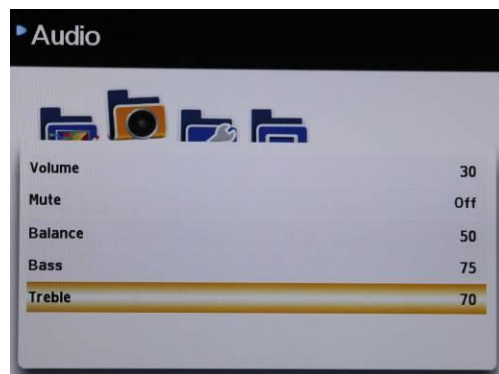 Audio
Volume 30
Mute Off
Balance 50
Bass 75
Treble 70